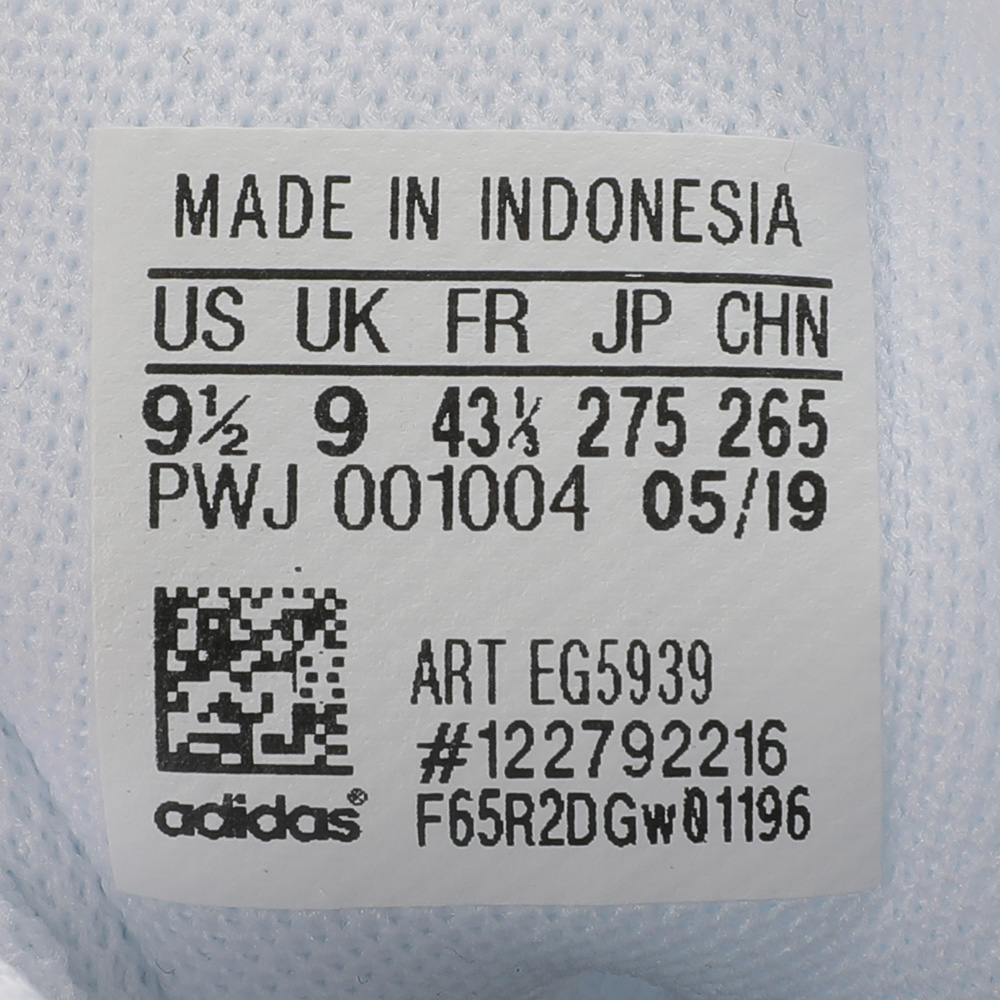 MADE IN INDONESIA
US UK FR JP CHN
9½ 9 43⅓ 275 265
PWJ 001004 05/19
ART EG5939
#122792216
adidas®
F65R2DGw01196